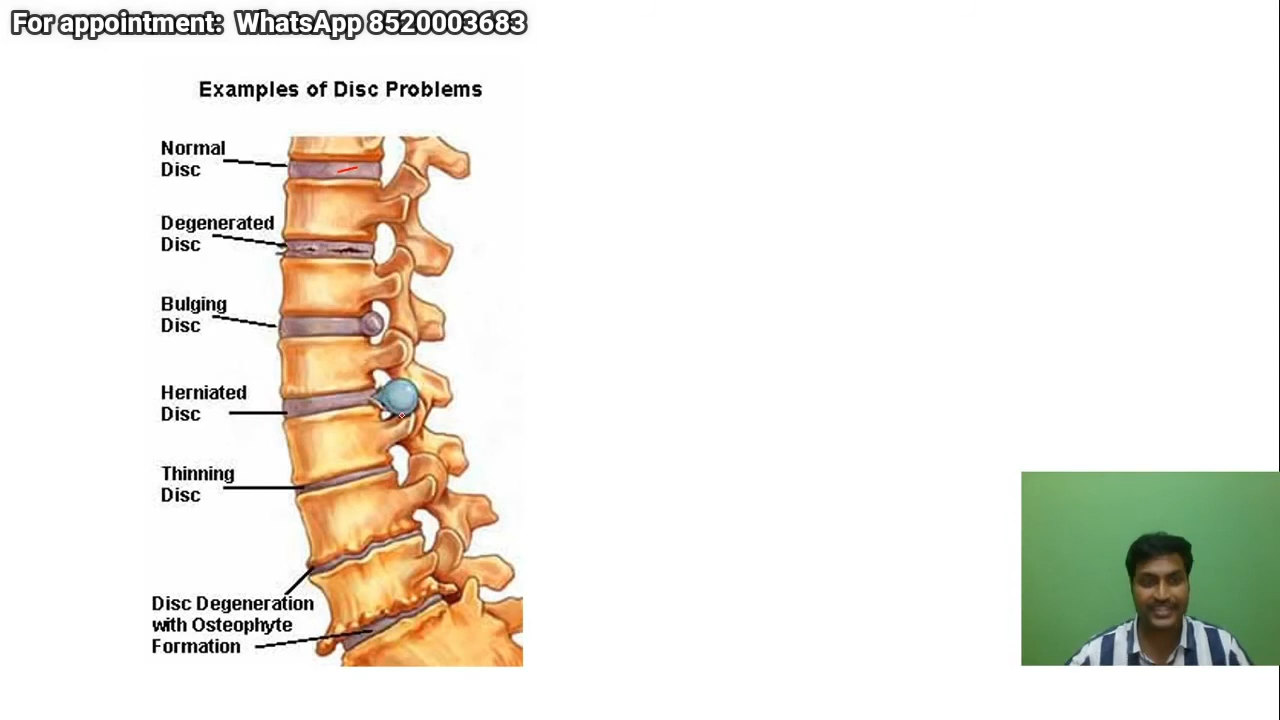 For appointment:  WhatsApp 8520003683
Examples of Disc Problems
Normal
Disc
Degenerated
Disc
Bulging
Disc
Herniated
Disc
Thinning
Disc
Disc Degeneration
with Osteophyte
Formation